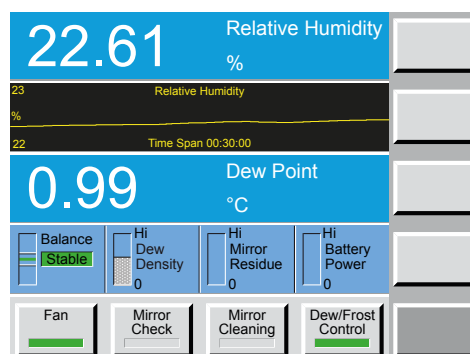 22.61
Relative Humidity
%
23
Relative Humidity
%
22
Time Span 00:30:00
0.99
Dew Point
°C
Balance
Stable
Hi
Dew
Density
0
Hi
Mirror
Residue
0
Hi
Battery
Power
0
Fan
Mirror
Check
Mirror
Cleaning
Dew/Frost
Control